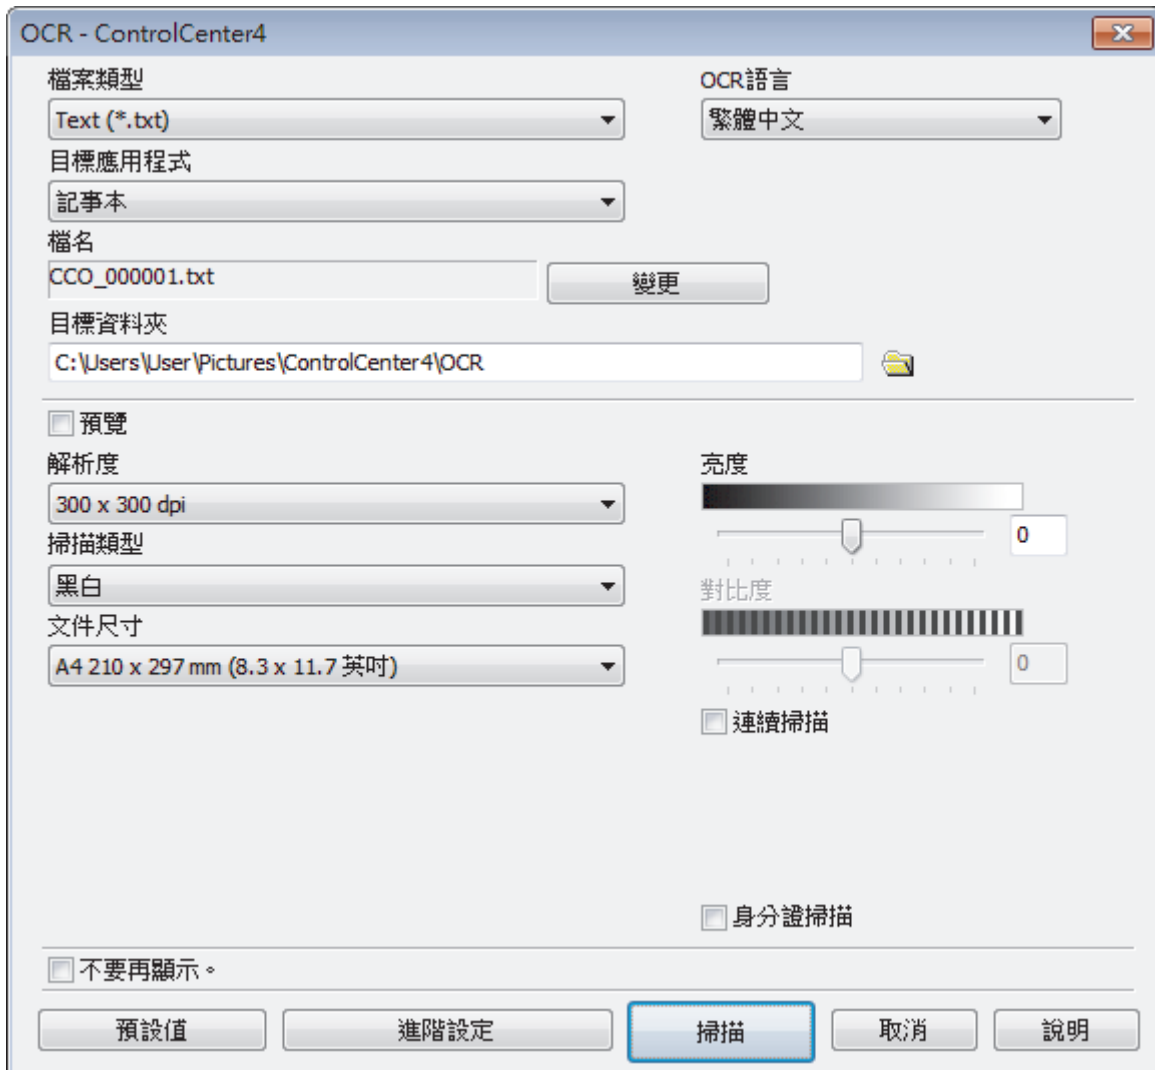 OCR - ControlCenter4
檔案類型
OCR語言
Text (*.txt)
繁體中文
目標應用程式
記事本
檔名
CCO_000001.txt
變更
目標資料夾
C:\Users\User\Pictures\ControlCenter4\OCR
預覽
解析度
亮度
300 x 300 dpi
0
掃描類型
黑白
對比度
文件尺寸
A4 210 x 297 mm (8.3 x 11.7 英吋)
0
連續掃描
身分證掃描
不要再顯示。
預設值
進階設定
掃描
取消
說明